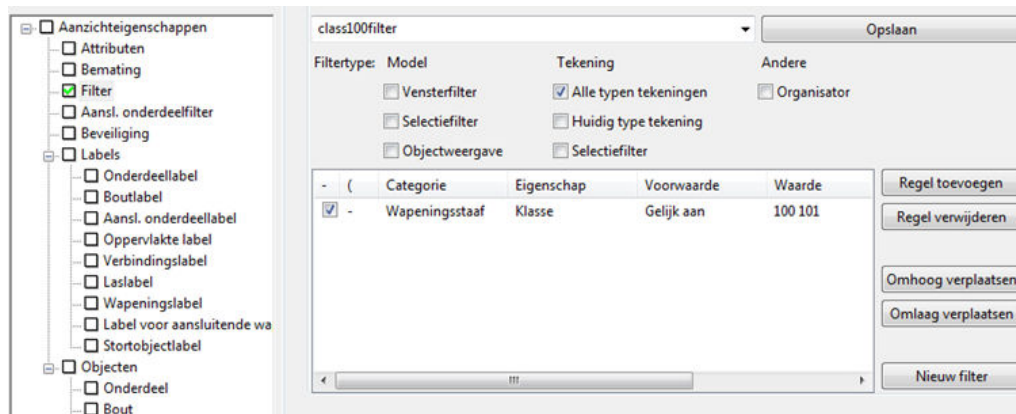 Aanzichteigenschappen
Attributen
Bemating
Filter
Aansl. onderdeelfilter
Beveiliging
Labels
Onderdeellabel
Boutlabel
Aansl. onderdeellabel
Oppervlakte label
Verbindingslabel
Laslabel
Wapeningslabel
Label voor aansluitende wa
Stortobjectlabel
Objecten
Onderdeel
Bout
class100filter Opslaan
Filtertype: Model Tekening Andere
Vensterfilter Alle typen tekeningen Organisator
Selectiefilter Huidig type tekening
Objectweergave Selectiefilter
- ( Categorie Eigenschap Voorwaarde Waarde
- Wapeningsstaaf Klasse Gelijk aan 100 101
Regel toevoegen
Regel verwijderen
Omhoog verplaatsen
Omlaag verplaatsen
Nieuw filter